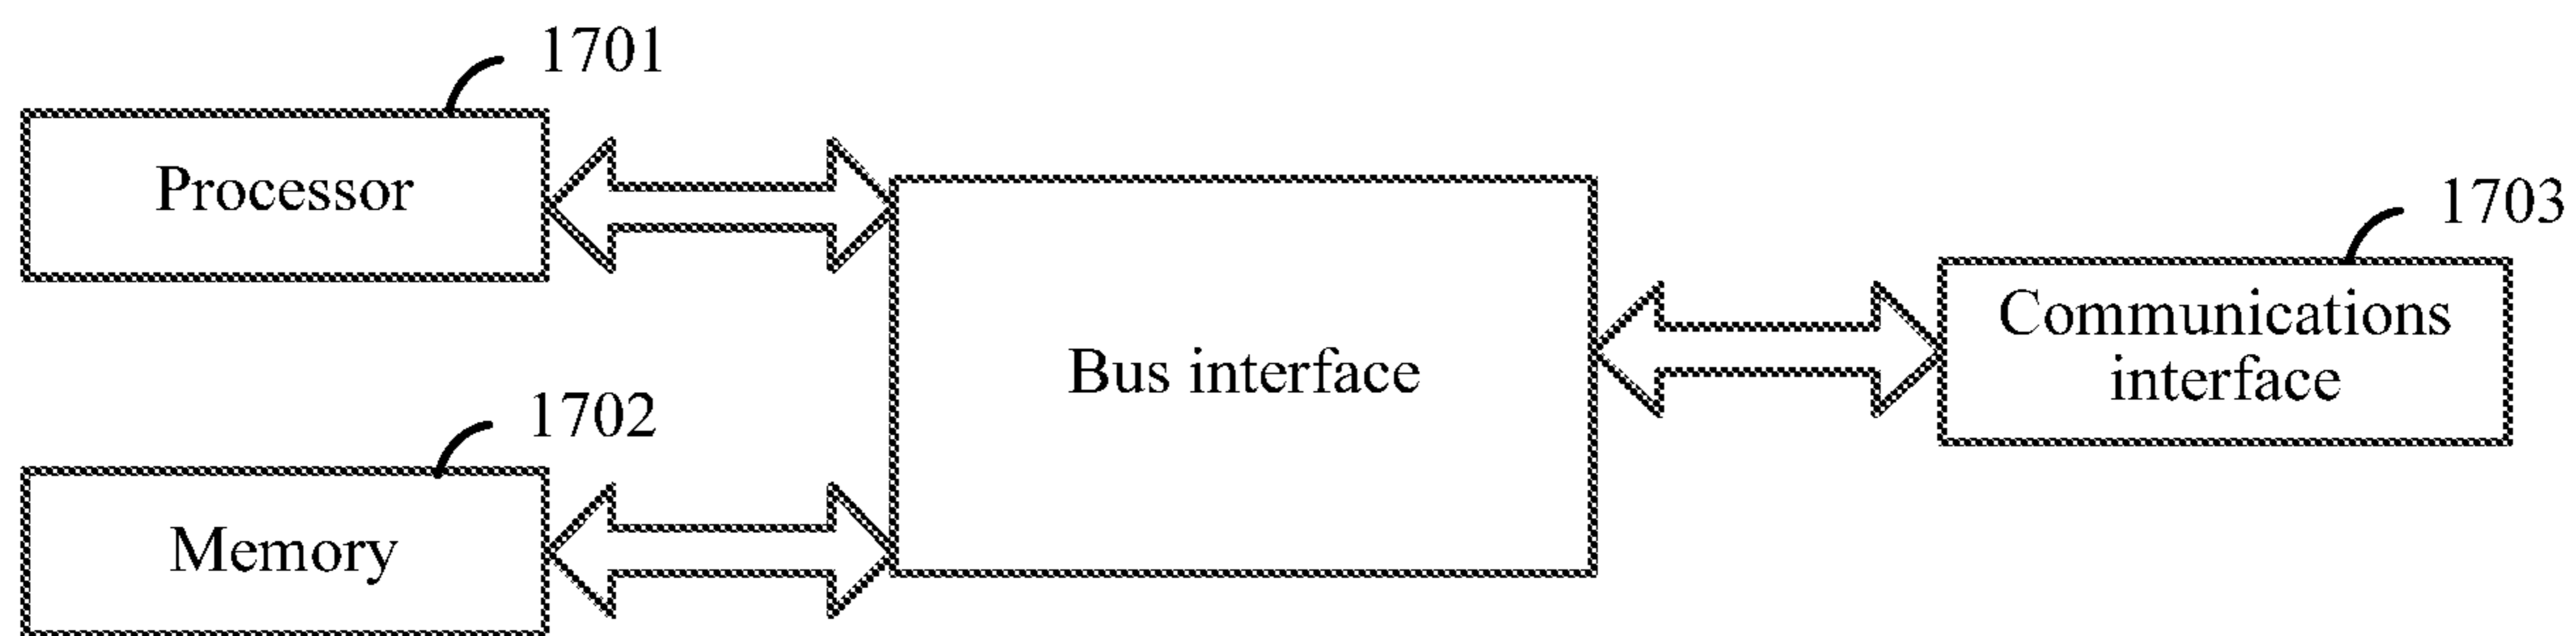 1701
Processor
1703
Communications
interface
Bus interface
1702
Memory